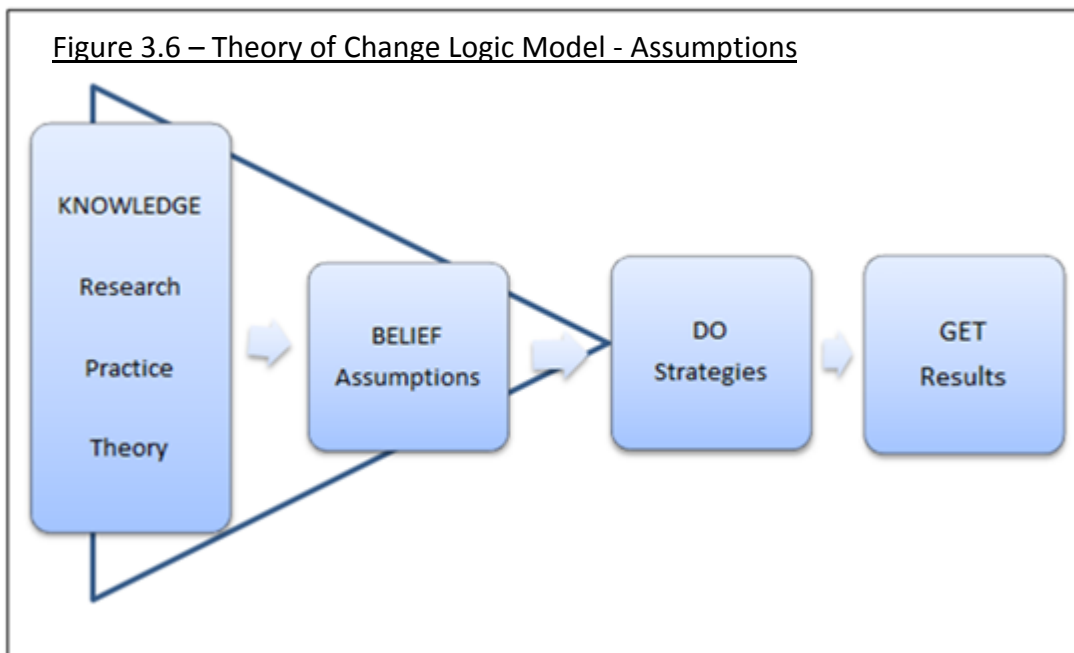 Figure 3.6 – Theory of Change Logic Model - Assumptions
KNOWLEDGE
Research
Practice
Theory
BELIEF
Assumptions
DO
Strategies
GET
Results